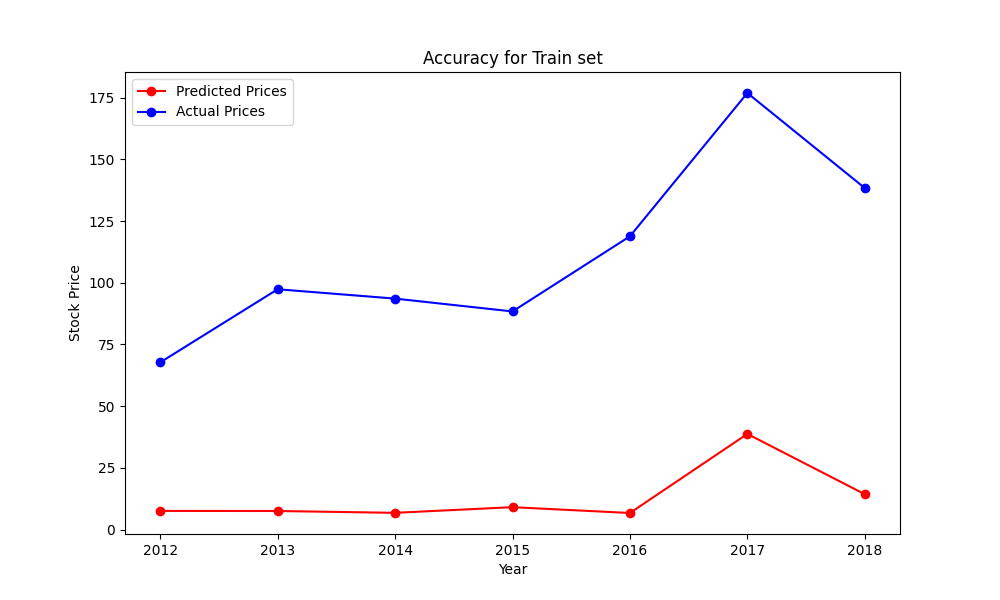 Accuracy for Train set
Predicted Prices
Actual Prices
175
150
125
100
75
50
25
0
Stock Price
2012 2013 2014 2015 2016 2017 2018
Year